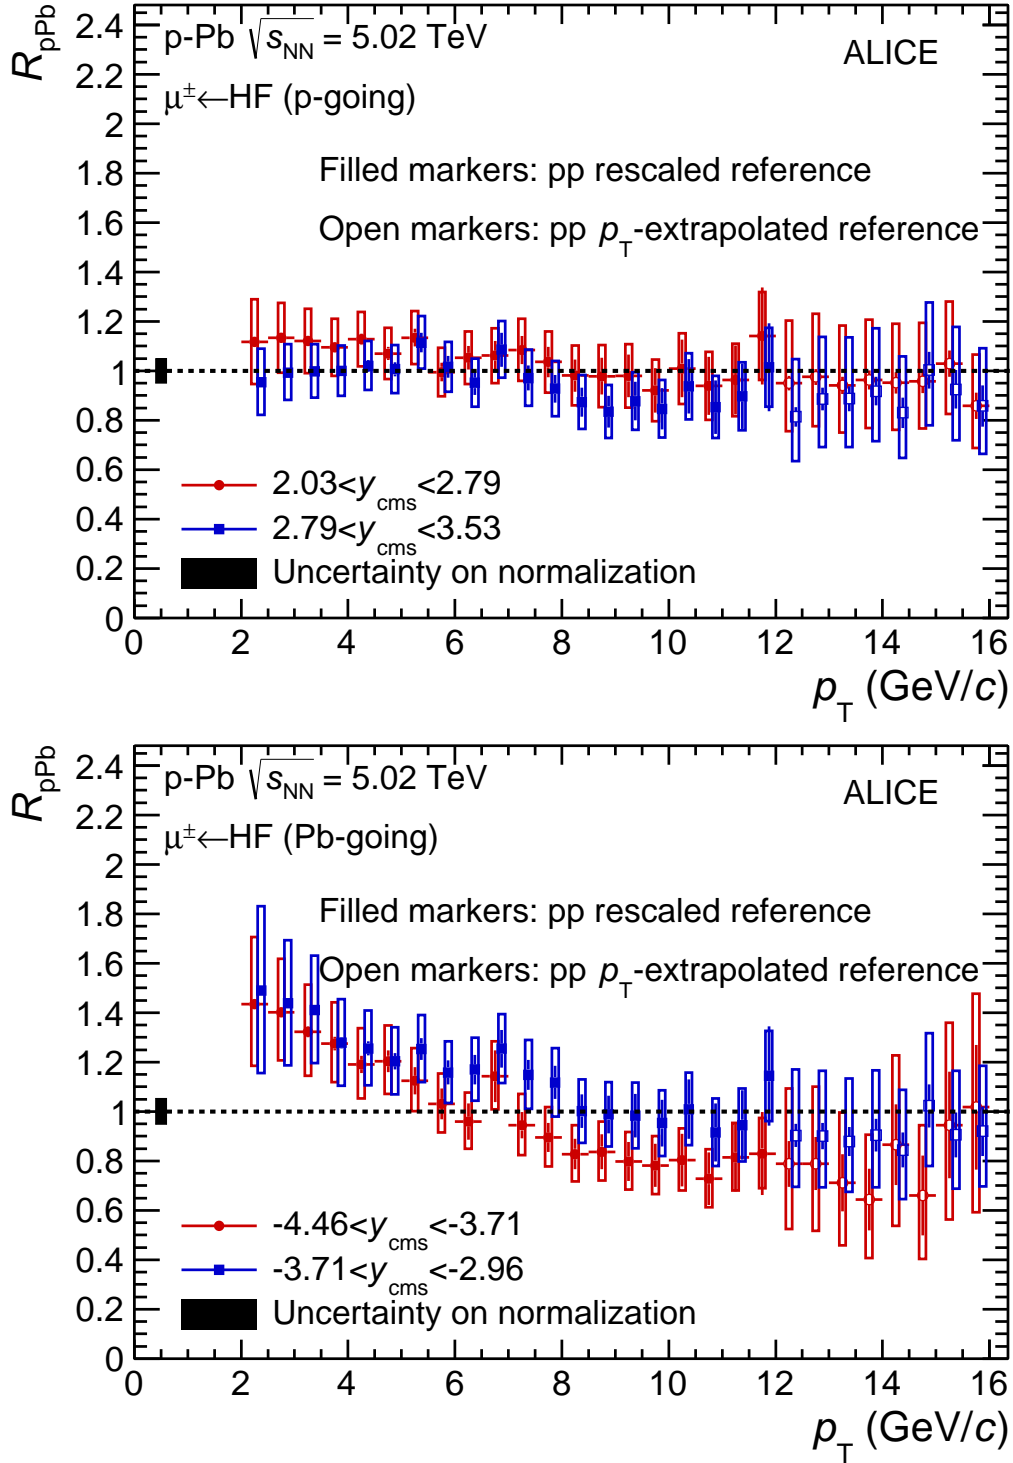 R_pPb
p-Pb √s_NN = 5.02 TeV
ALICE
μ±←HF (p-going)
Filled markers: pp rescaled reference
Open markers: pp p_T-extrapolated reference
2.4
2.2
2
1.8
1.6
1.4
1.2
1
0.8
0.6
0.4
0.2
0
2.03<y_cms<2.79
2.79<y_cms<3.53
Uncertainty on normalization
0 2 4 6 8 10 12 14 16
p_T (GeV/c)
R_pPb
p-Pb √s_NN = 5.02 TeV
ALICE
μ±←HF (Pb-going)
Filled markers: pp rescaled reference
Open markers: pp p_T-extrapolated reference
2.4
2.2
2
1.8
1.6
1.4
1.2
1
0.8
0.6
0.4
0.2
0
-4.46<y_cms<-3.71
-3.71<y_cms<-2.96
Uncertainty on normalization
0 2 4 6 8 10 12 14 16
p_T (GeV/c)